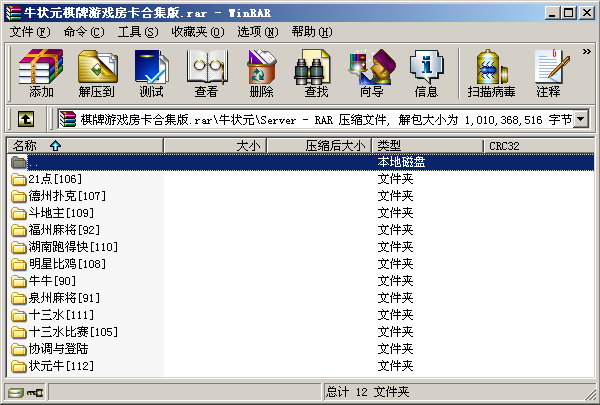 牛状元棋牌游戏房卡合集版.rar - WinRAR
文件(F) 命令(C) 工具(S) 收藏夹(O) 选项(N) 帮助(H)
添加 解压到 测试 查看 删除 查找 向导 信息 扫描病毒 注释 »
棋牌游戏房卡合集版.rar\牛状元\Server - RAR 压缩文件, 解包大小为 1,010,368,516 字节
名称 大小 压缩后大小 类型 CRC32
.. 本地磁盘
21点[106] 文件夹
德州扑克[107] 文件夹
斗地主[109] 文件夹
福州麻将[92] 文件夹
湖南跑得快[110] 文件夹
明星比鸡[108] 文件夹
牛牛[90] 文件夹
泉州麻将[91] 文件夹
十三水[111] 文件夹
十三水比赛[105] 文件夹
协调与登陆 文件夹
状元牛[112] 文件夹
总计 12 文件夹